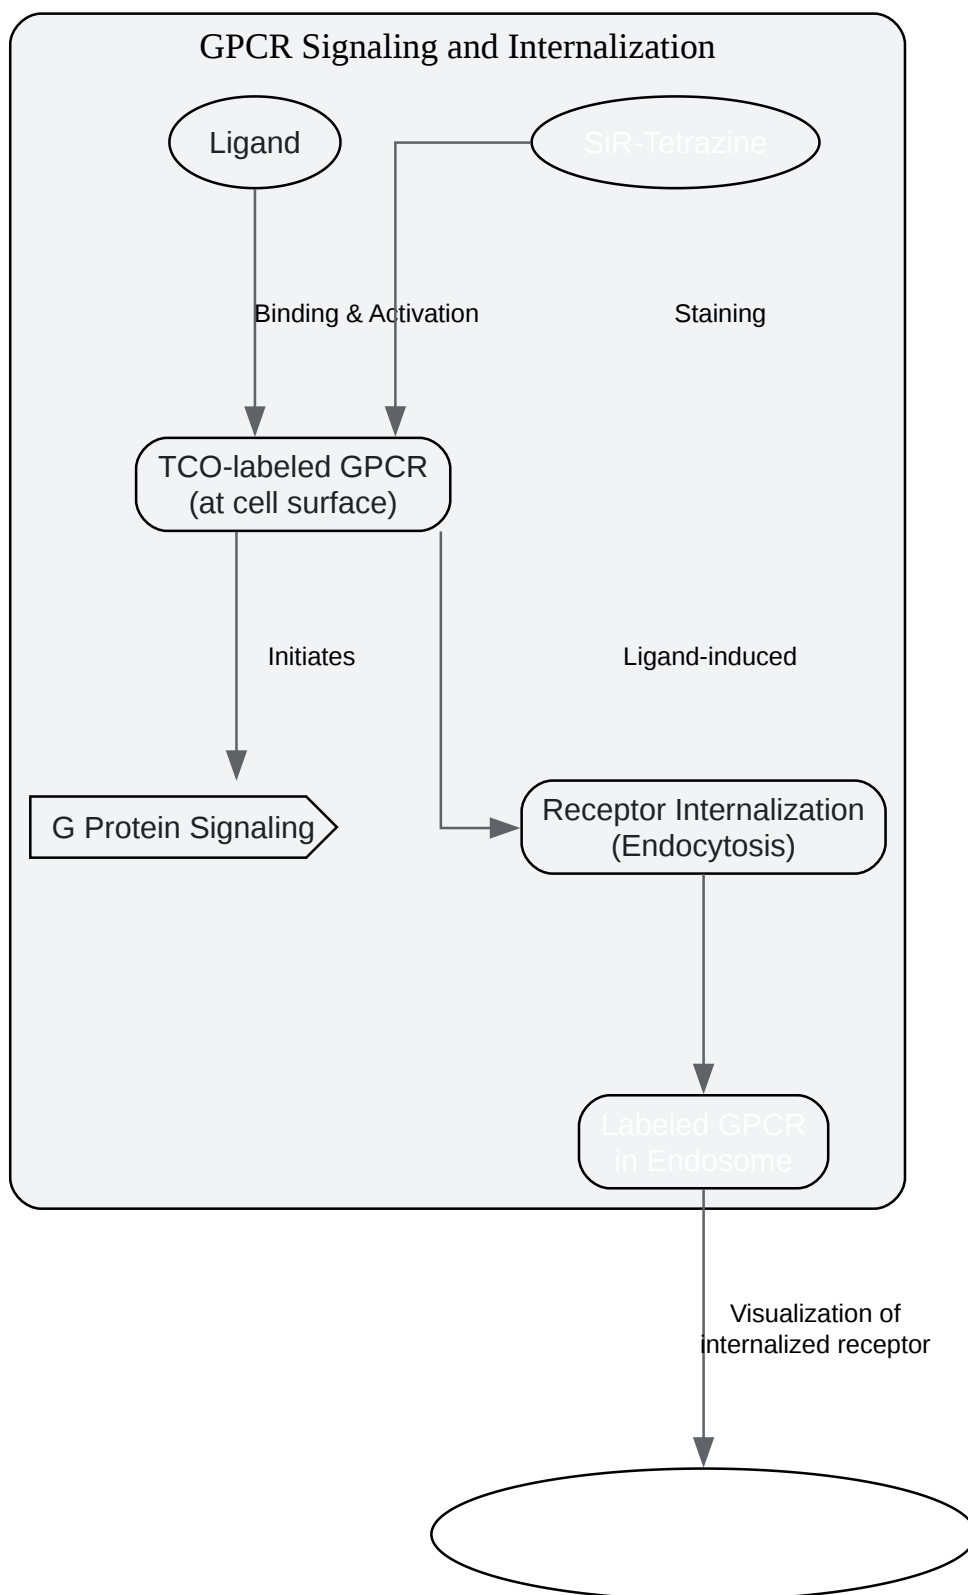 GPCR Signaling and Internalization
Ligand
SiR-Tetrazine
Binding & Activation
Staining
TCO-labeled GPCR
(at cell surface)
Initiates
Ligand-induced
G Protein Signaling
Receptor Internalization
(Endocytosis)
Labeled GPCR
in Endosome
Visualization of
internalized receptor